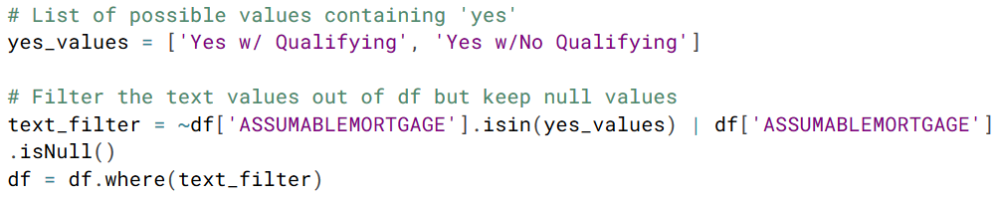 # List of possible values containing 'yes'
yes_values = ['Yes w/ Qualifying', 'Yes w/No Qualifying']

# Filter the text values out of df but keep null values
text_filter = ~df['ASSUMABLEMORTGAGE'].isin(yes_values) | df['ASSUMABLEMORTGAGE']
.isNull()
df = df.where(text_filter)